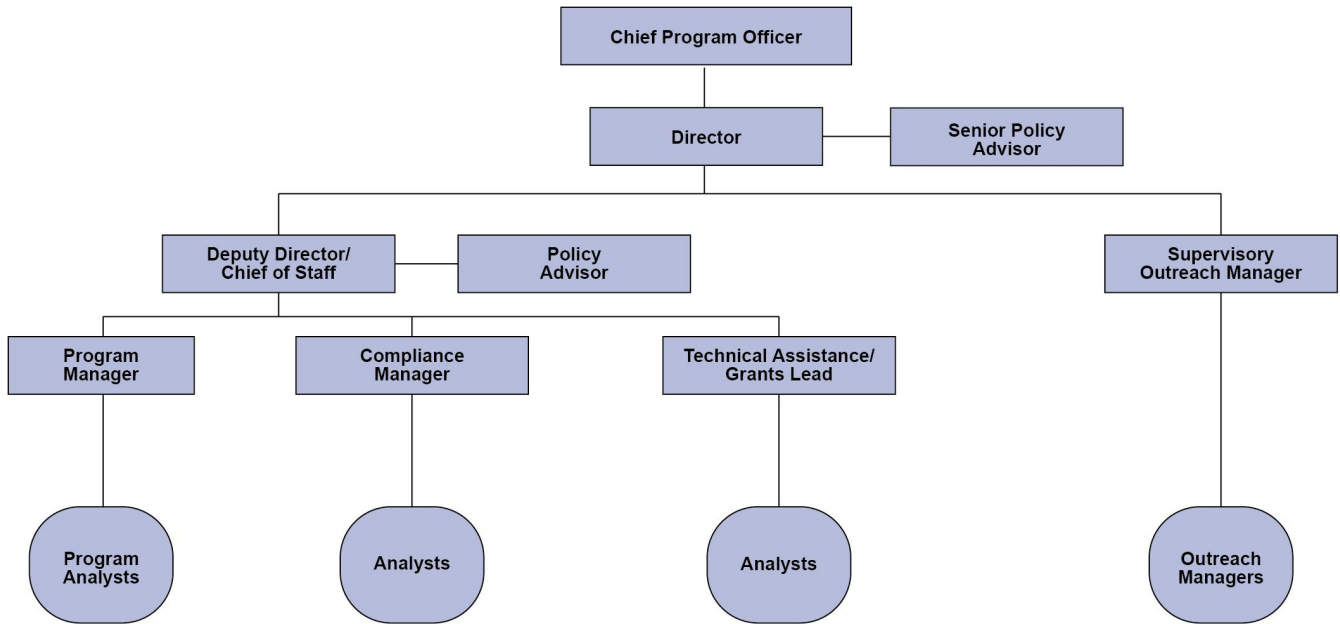 Chief Program Officer
Director
Senior Policy
Advisor
Deputy Director/
Chief of Staff
Policy
Advisor
Supervisory
Outreach Manager
Program
Manager
Compliance
Manager
Technical Assistance/
Grants Lead
Program
Analysts
Analysts
Analysts
Outreach
Managers